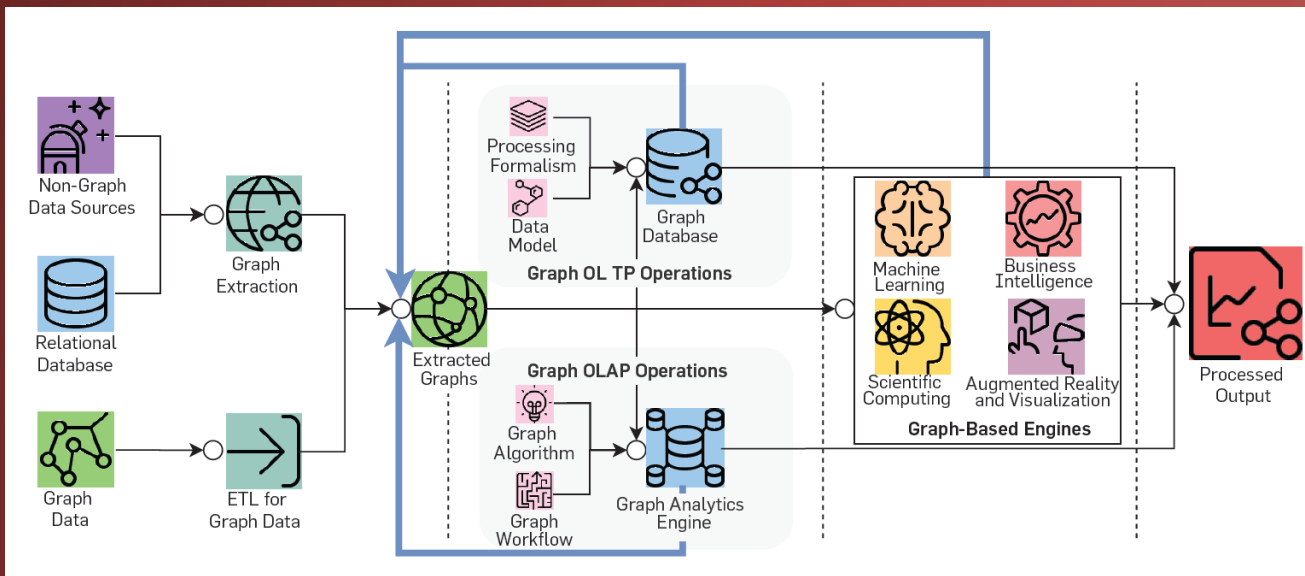 Non-Graph
Data Sources
Relational
Database
Graph
Data
Graph
Extraction
ETL for
Graph Data
Extracted
Graphs
Processing
Formalism
Data
Model
Graph
Database
Graph OL TP Operations
Graph OLAP Operations
Graph
Algorithm
Graph
Workflow
Graph Analytics
Engine
Machine
Learning
Business
Intelligence
Scientific
Computing
Augmented Reality
and Visualization
Graph-Based Engines
Processed
Output